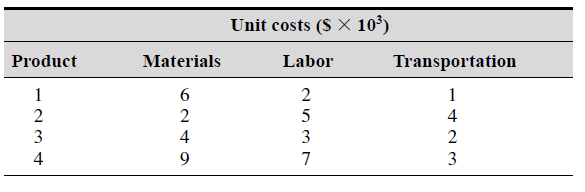 Unit costs ($ × 10³)
Product Materials Labor Transportation
1 6 2 1
2 2 5 4
3 4 3 2
4 9 7 3